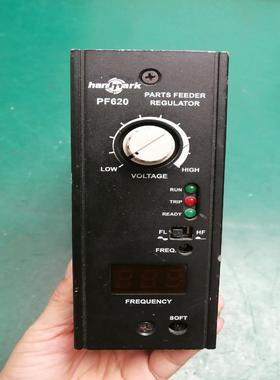 hanmark
PF620
PARTS FEEDER
REGULATOR
LOW
VOLTAGE
HIGH
RUN
TRIP
READY
FL
HF
FREQ.
FREQUENCY
SOFT